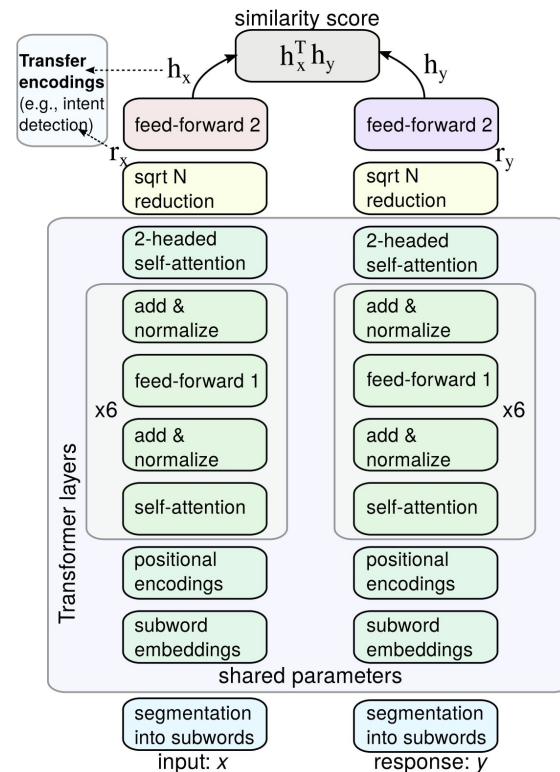 similarity score
h_x^T h_y
Transfer
encodings
(e.g., intent
detection)
h_x
h_y
r_x
r_y
feed-forward 2
feed-forward 2
sqrt N
reduction
sqrt N
reduction
2-headed
self-attention
2-headed
self-attention
add &
normalize
add &
normalize
feed-forward 1
feed-forward 1
x6
x6
add &
normalize
add &
normalize
self-attention
self-attention
Transformer layers
positional
encodings
positional
encodings
subword
embeddings
subword
embeddings
shared parameters
segmentation
into subwords
segmentation
into subwords
input: x
response: y